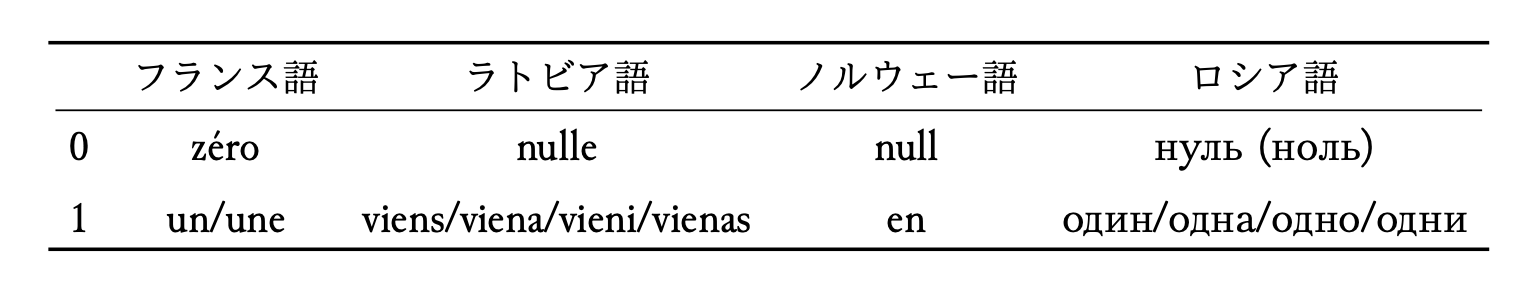 フランス語 ラトビア語 ノルウェー語 ロシア語
0 zéro nulle null нуль (ноль)
1 un/une viens/viena/vieni/vienas en один/одна/одно/одни